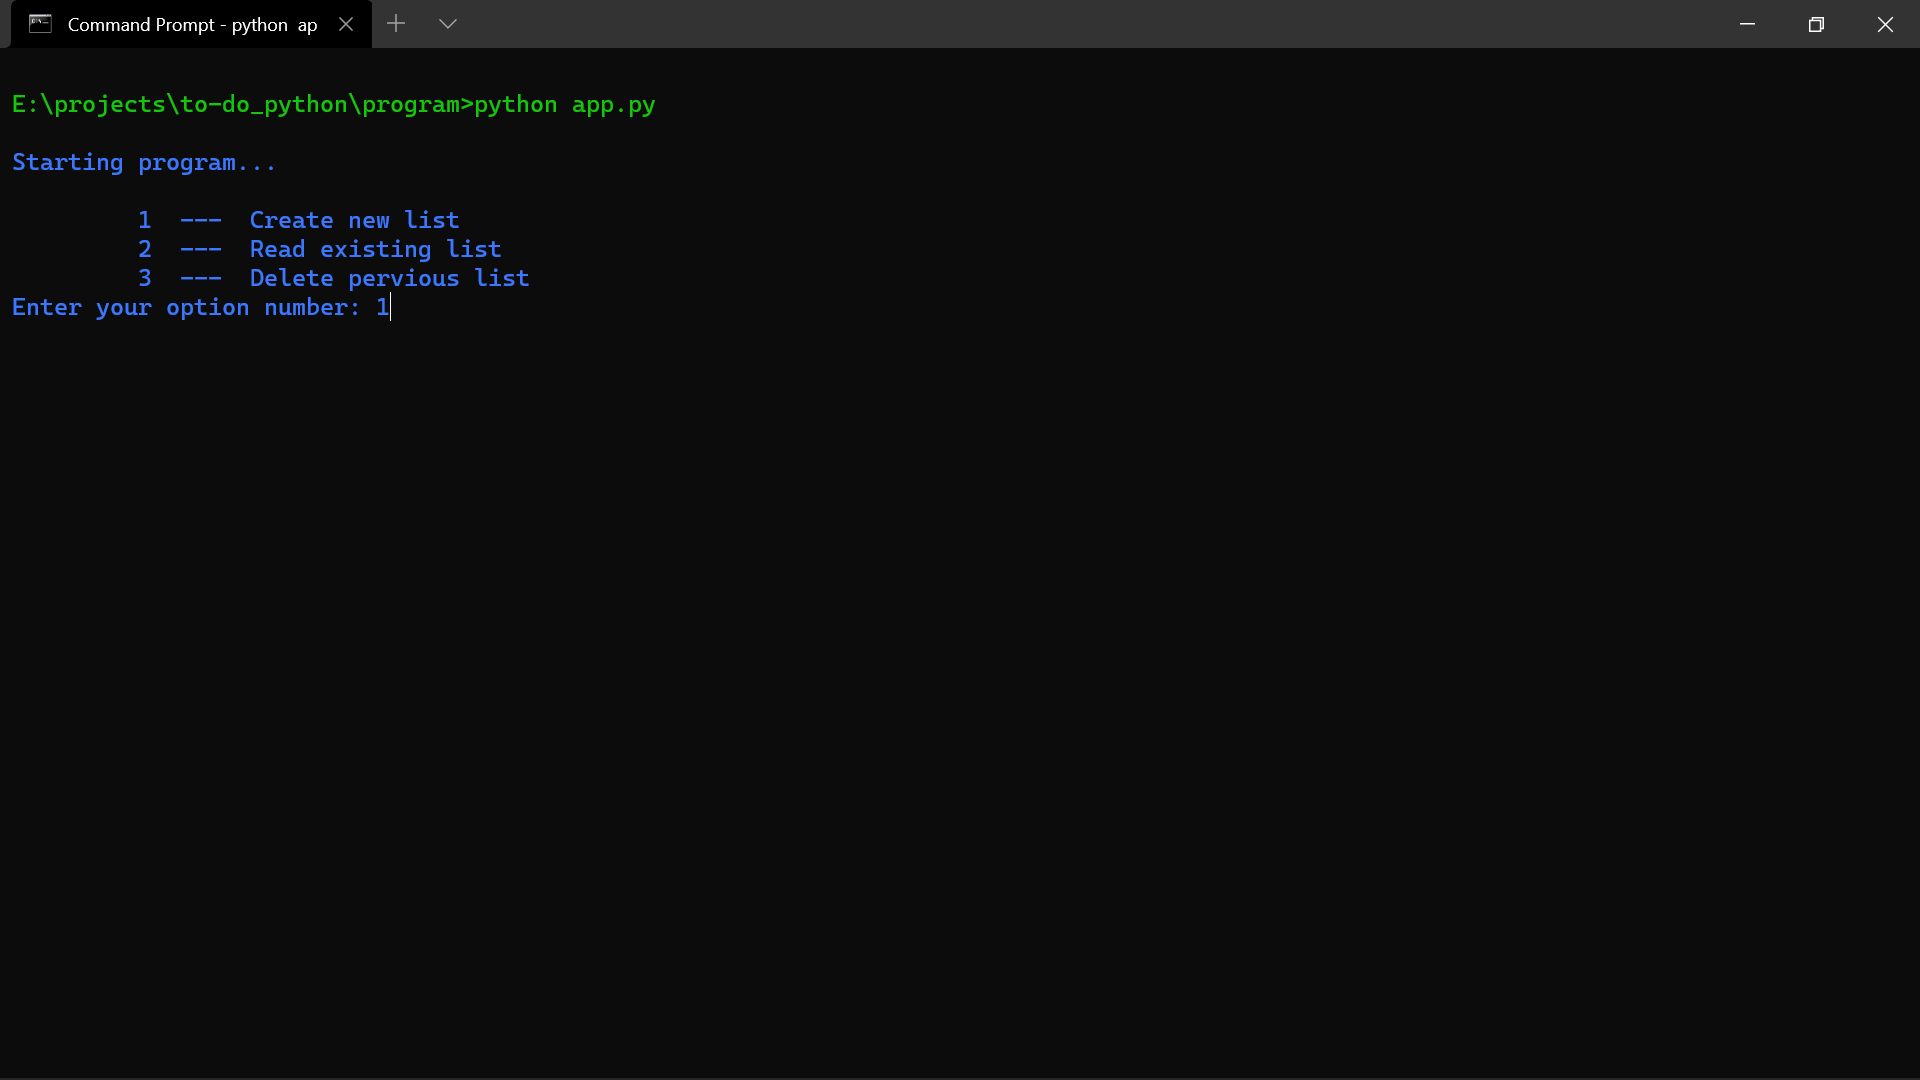 Command Prompt - python  ap
E:\projects\to-do_python\program>python app.py
Starting program...
1  ---  Create new list
2  ---  Read existing list
3  ---  Delete pervious list
Enter your option number: 1